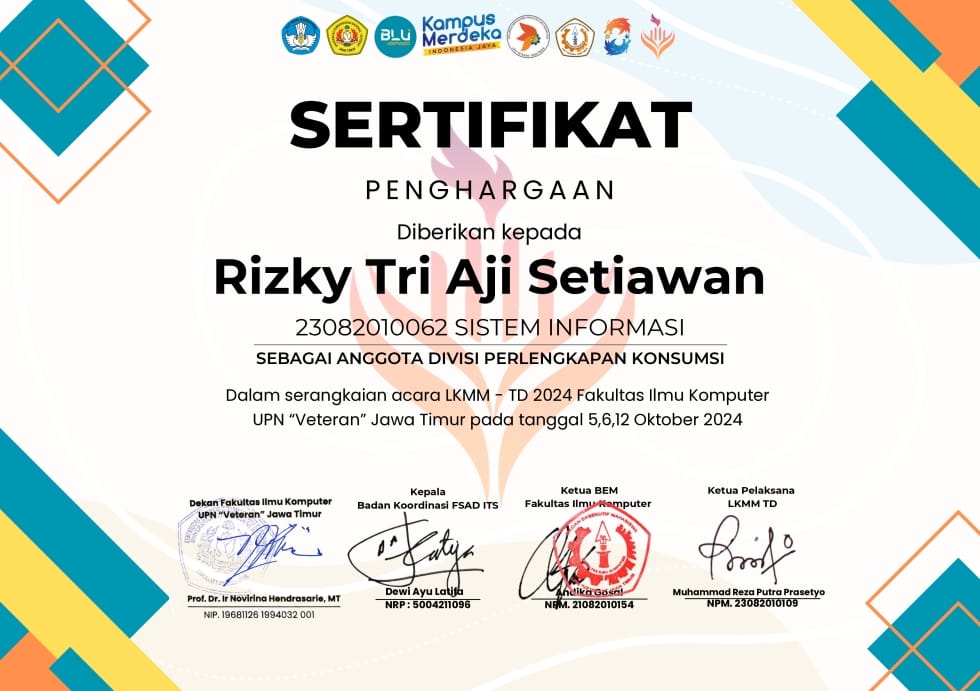 BLU
Kampus
Merdeka
INDONESIA JAYA
SERTIFIKAT
PENGHARGAAN
Diberikan kepada
Rizky Tri Aji Setiawan
23082010062 SISTEM INFORMASI
SEBAGAI ANGGOTA DIVISI PERLENGKAPAN KONSUMSI
Dalam serangkaian acara LKMM - TD 2024 Fakultas Ilmu Komputer
UPN “Veteran” Jawa Timur pada tanggal 5,6,12 Oktober 2024
Dekan Fakultas Ilmu Komputer
UPN “Veteran” Jawa Timur
Prof. Dr. Ir Novirina Hendrasarie, MT
NIP. 19681126 1994032 001
Kepala
Badan Koordinasi FSAD ITS
Dewi Ayu Latifa
NRP : 5004211096
Ketua BEM
Fakultas Ilmu Komputer
Andika Gosal
NPM. 21082010154
Ketua Pelaksana
LKMM TD
Muhammad Reza Putra Prasetyo
NPM. 23082010109